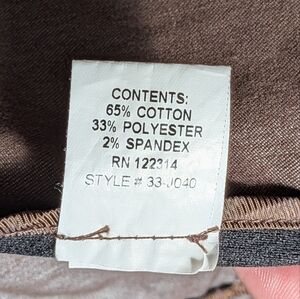 CONTENTS:
65% COTTON
33% POLYESTER
2% SPANDEX
RN 122314
STYLE # 33-J040